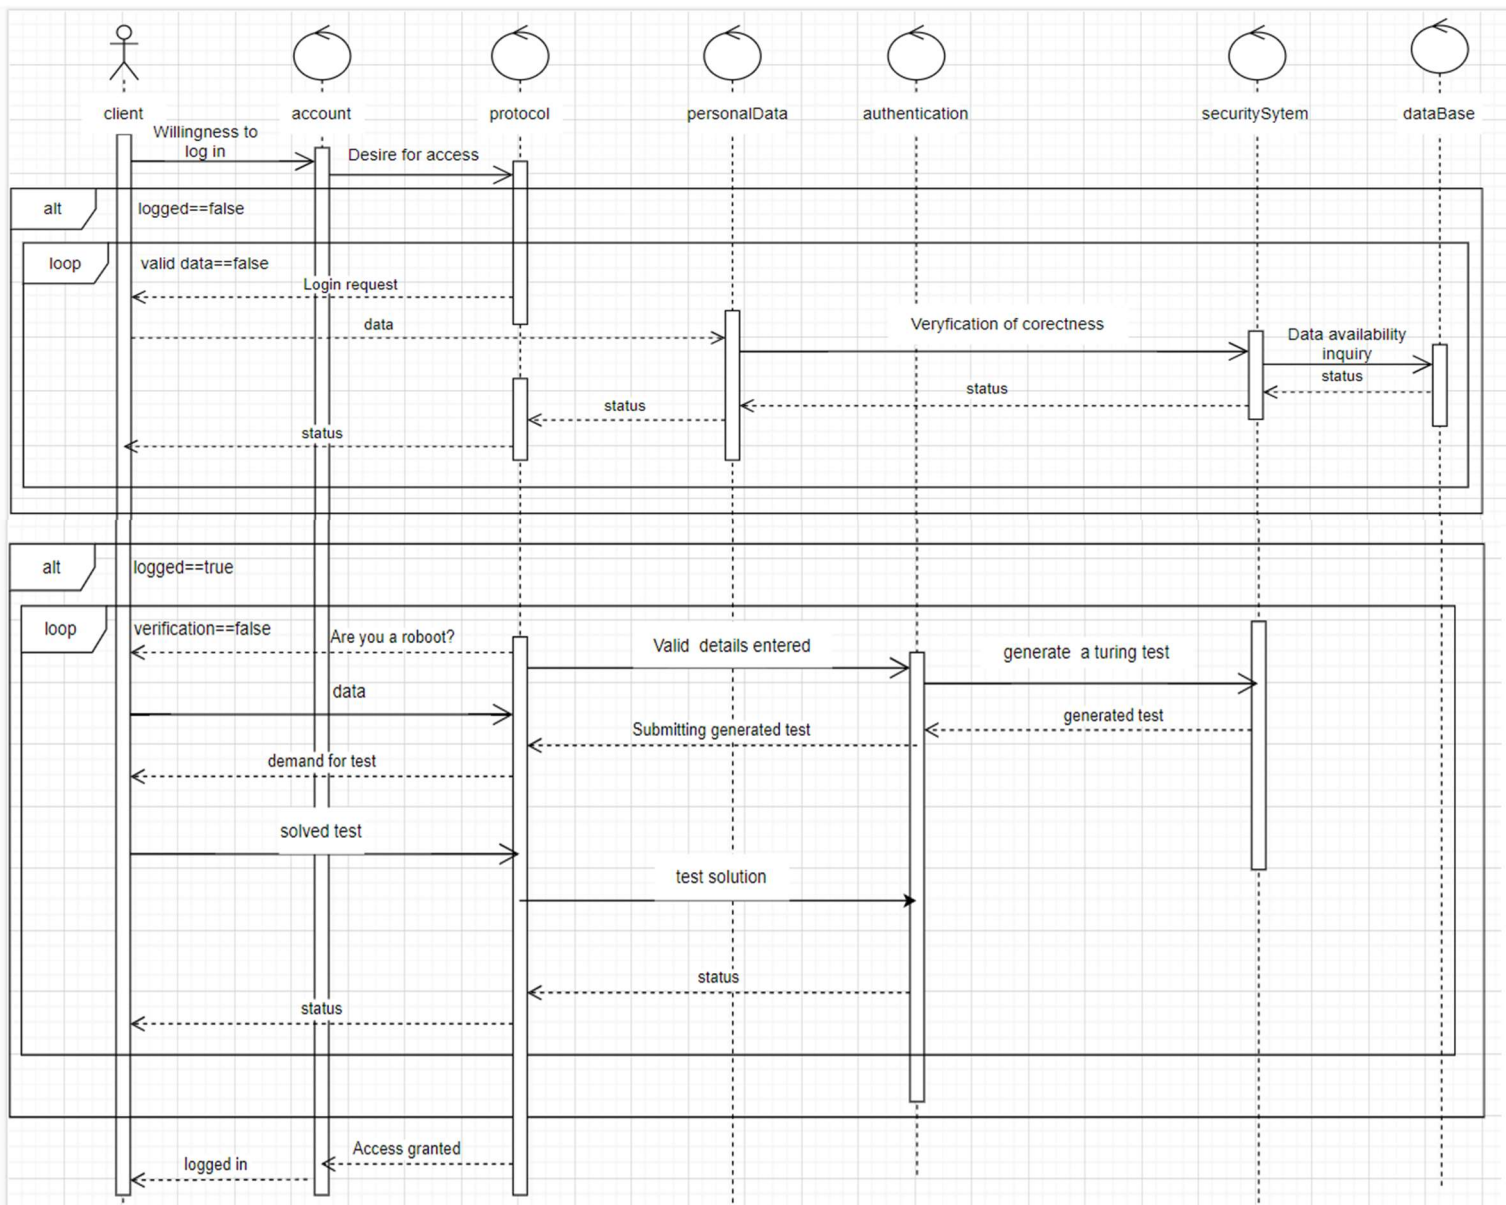 client
account
protocol
personalData
authentication
securitySytem
dataBase
Willingness to
log in
Desire for access
alt
logged==false
loop
valid data==false
Login request
data
Veryfication of corectness
Data availability
inquiry
status
status
status
status
alt
logged==true
loop
verification==false
Are you a roboot?
Valid details entered
generate a turing test
data
generated test
Submitting generated test
demand for test
solved test
test solution
status
status
Access granted
logged in